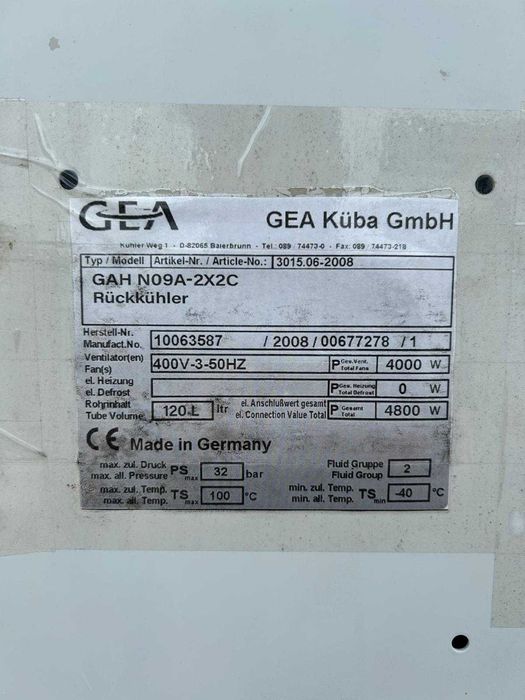 GEA GEA Küba GmbH
Kühler Weg 1 · D-82065 Baierbrunn · Tel.: 089 / 74473-0 · Fax: 089 / 74473-218
Typ / Modell Artikel-Nr. / Article-No.: 3015.06-2008
GAH N09A-2X2C
Rückkühler
Herstell-Nr.
Manufact.No. 10063587 / 2008 / 00677278 / 1
Ventilator(en)
Fan(s) 400V-3-50HZ P Ges.Vent. Total Fans 4000 W
el. Heizung
el. Defrost P Ges. Heizung Total Defrost 0 W
Rohrinhalt
Tube Volume 120 L ltr el. Anschlußwert gesamt el. Connection Value Total P Gesamt Total 4800 W
CE Made in Germany
max. zul. Druck
max. all. Pressure PS max 32 bar Fluid Gruppe Fluid Group 2
max. zul. Temp.
max. all. Temp. TS max 100 °C min. zul. Temp. min. all. Temp. TS min -40 °C